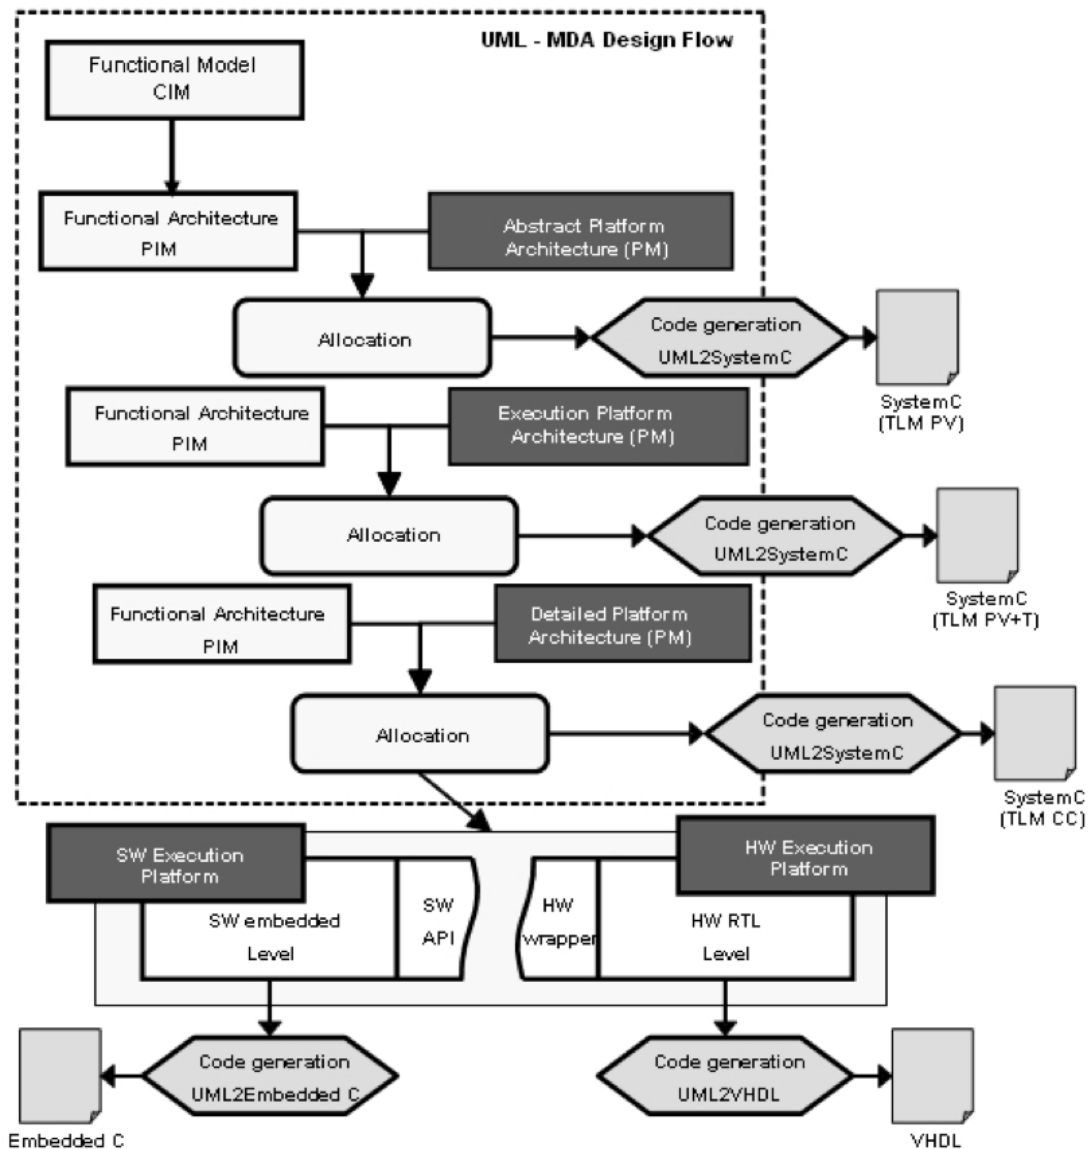 UML - MDA Design Flow
Functional Model
CIM
Functional Architecture
PIM
Abstract Platform
Architecture (PM)
Allocation
Code generation
UML2SystemC
SystemC
(TLM PV)
Functional Architecture
PIM
Execution Platform
Architecture (PM)
Allocation
Code generation
UML2SystemC
SystemC
(TLM PV+T)
Functional Architecture
PIM
Detailed Platform
Architecture (PM)
Allocation
Code generation
UML2SystemC
SystemC
(TLM CC)
SW Execution
Platform
HW Execution
Platform
SW embedded
Level
SW
API
HW
wrapper
HW RTL
Level
Code generation
UML2Embedded C
Embedded C
Code generation
UML2VHDL
VHDL